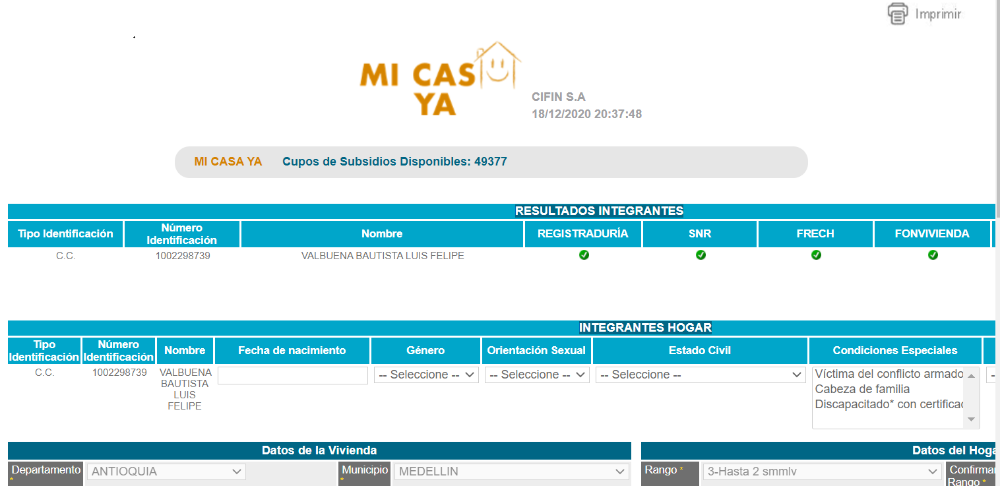 Imprimir
MI CAS
YA
CIFIN S.A
18/12/2020 20:37:48
MI CASA YA Cupos de Subsidios Disponibles: 49377
RESULTADOS INTEGRANTES
Tipo Identificación Número Identificación Nombre REGISTRADURÍA SNR FRECH FONVIVIENDA
C.C. 1002298739 VALBUENA BAUTISTA LUIS FELIPE
INTEGRANTES HOGAR
Tipo Identificación Número Identificación Nombre Fecha de nacimiento Género Orientación Sexual Estado Civil Condiciones Especiales
C.C. 1002298739 VALBUENA BAUTISTA LUIS FELIPE -- Seleccione -- -- Seleccione -- -- Seleccione -- Víctima del conflicto armado
Cabeza de familia
Discapacitado* con certificac
Datos de la Vivienda Datos del Hoga
Departamento * ANTIOQUIA Municipio * MEDELLIN Rango * 3-Hasta 2 smmlv Confirmar Rango *